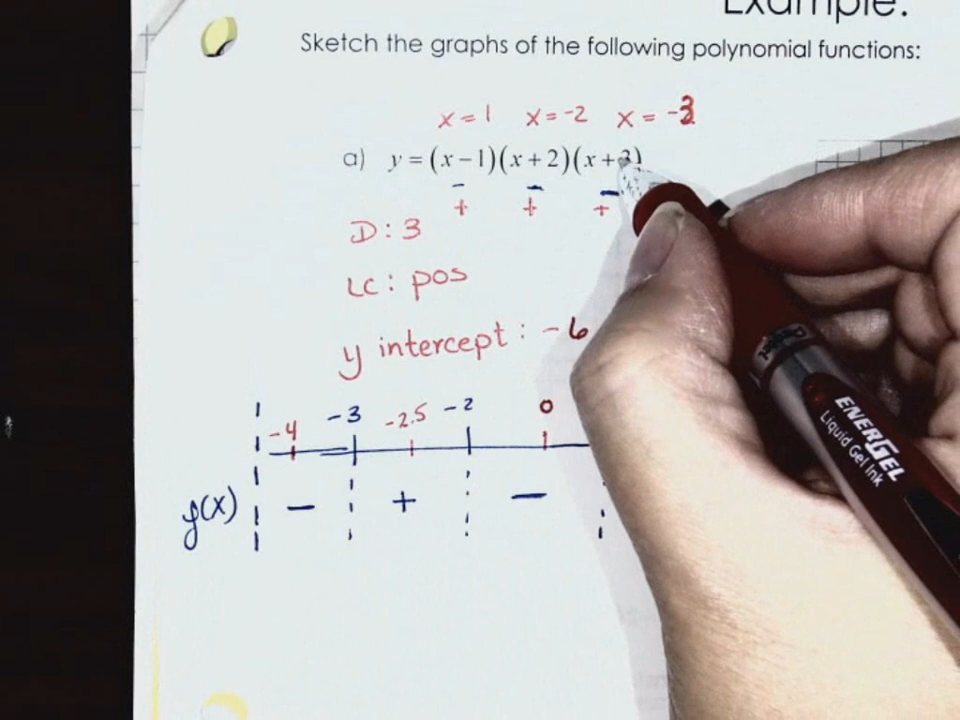 Example:
Sketch the graphs of the following polynomial functions:
x = 1 x = -2 x = -3
a) y = (x - 1)(x + 2)(x + 3)
- - -
+ + +
D: 3
LC: pos
y intercept: -6
-4 -3 -2.5 -2 0
f(x) - + -
ENERGEL
Liquid Gel Ink